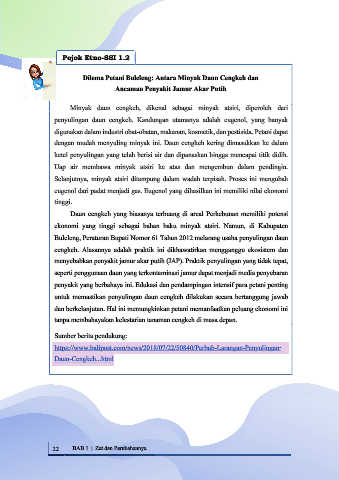 Pojok Etno-SSI 1.2
Dilema Petani Buleleng: Antara Minyak Daun Cengkeh dan
Ancaman Penyakit Jamur Akar Putih
Minyak daun cengkeh, dikenal sebagai minyak atsiri, diperoleh dari
penyulingan daun cengkeh. Kandungan utamanya adalah eugenol, yang banyak
digunakan dalam industri obat-obatan, makanan, kosmetik, dan pestisida. Petani dapat
dengan mudah menyuling minyak ini. Daun cengkeh kering dimasukkan ke dalam
ketel penyulingan yang telah berisi air dan dipanaskan hingga mencapai titik didih.
Uap air membawa minyak atsiri ke atas dan mengembun dalam pendingin.
Selanjutnya, minyak atsiri ditampung dalam wadah terpisah. Proses ini mengubah
eugenol dari padat menjadi gas. Eugenol yang dihasilkan ini memiliki nilai ekonomi
tinggi.
Daun cengkeh yang biasanya terbuang di areal Perkebunan memiliki potensi
ekonomi yang tinggi sebagai bahan baku minyak atsiri. Namun, di Kabupaten
Buleleng, Peraturan Bupati Nomor 61 Tahun 2012 melarang usaha penyulingan daun
cengkeh. Alasannya adalah praktik ini dikhawatirkan mengganggu ekosistem dan
menyebabkan penyakit jamur akar putih (JAP). Praktik penyulingan yang tidak tepat,
seperti penggunaan daun yang terkontaminasi jamur dapat menjadi media penyebaran
penyakit yang berbahaya ini. Edukasi dan pendampingan intensif para petani penting
untuk memastikan penyulingan daun cengkeh dilakukan secara bertanggung jawab
dan berkelanjutan. Hal ini memungkinkan petani memanfaatkan peluang ekonomi ini
tanpa membahayakan kelestarian tanaman cengkeh di masa depan.
Sumber berita pendukung:
https://www.balipost.com/news/2018/07/22/50840/Perbub-Larangan-Penyulingan-
Daun-Cengkeh...html
22 BAB 1 | Zat dan Perubahannya